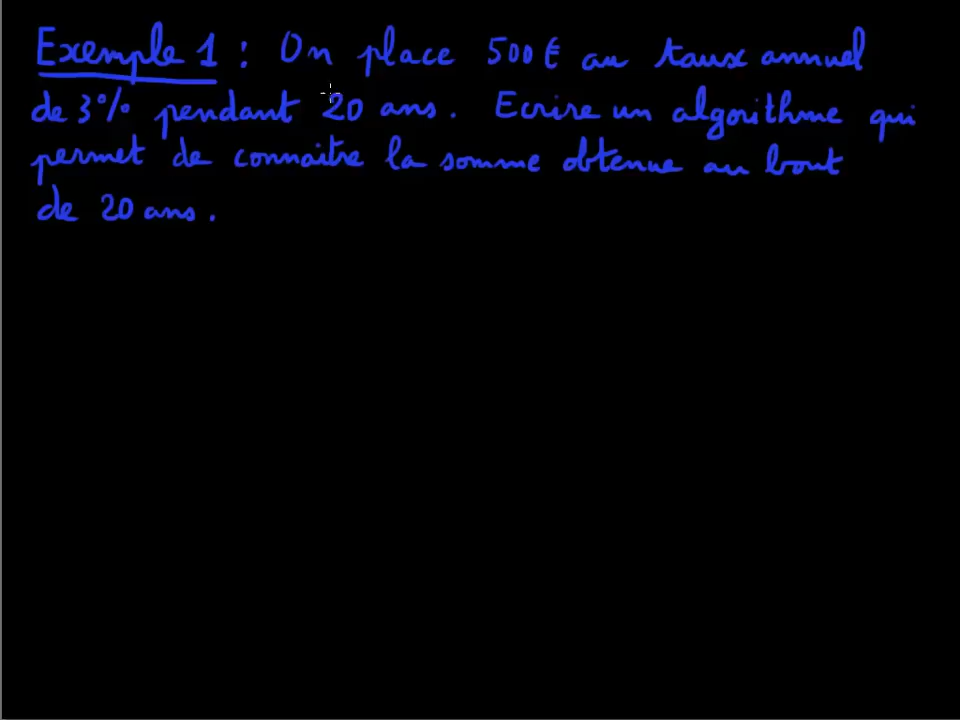 Exemple 1 : On place 500€ au taux annuel
de 3% pendant 20 ans. Ecrire un algorithme qui
permet de connaitre la somme obtenue au bout
de 20 ans.